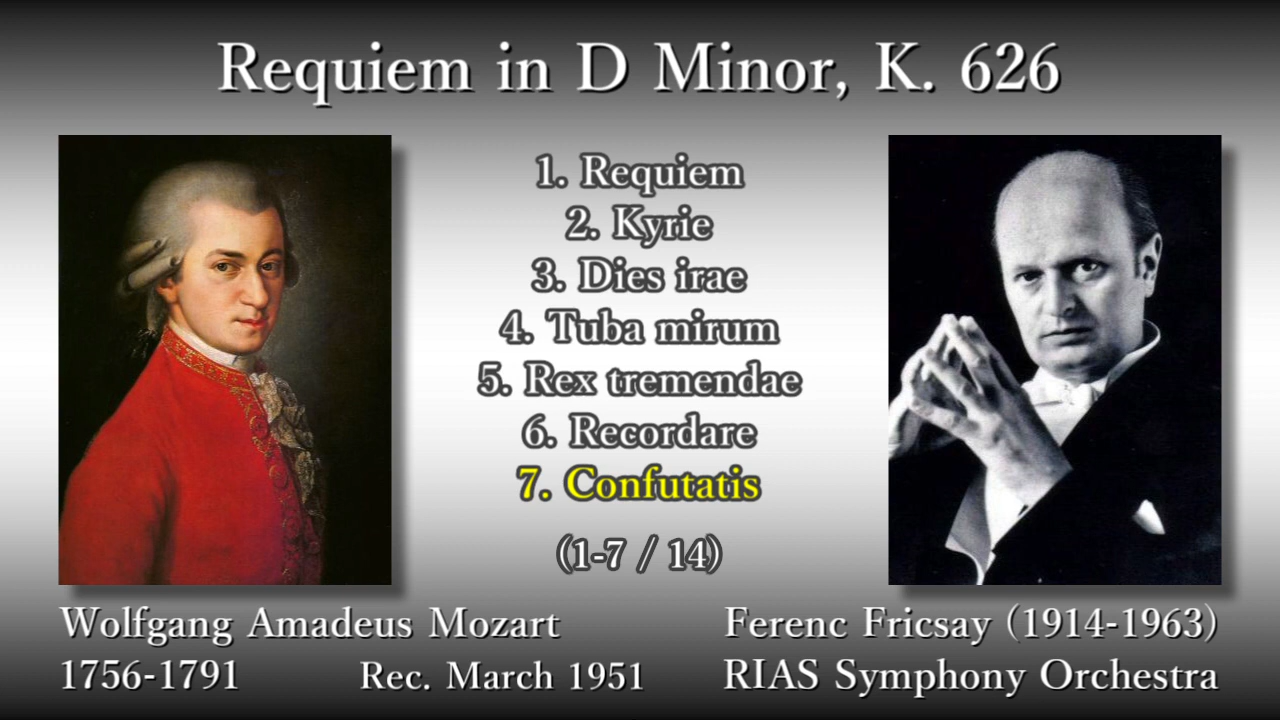 Requiem in D Minor, K. 626
1. Requiem
2. Kyrie
3. Dies irae
4. Tuba mirum
5. Rex tremendae
6. Recordare
7. Confutatis
(1-7 / 14)
Wolfgang Amadeus Mozart
1756-1791
Rec. March 1951
Ferenc Fricsay (1914-1963)
RIAS Symphony Orchestra